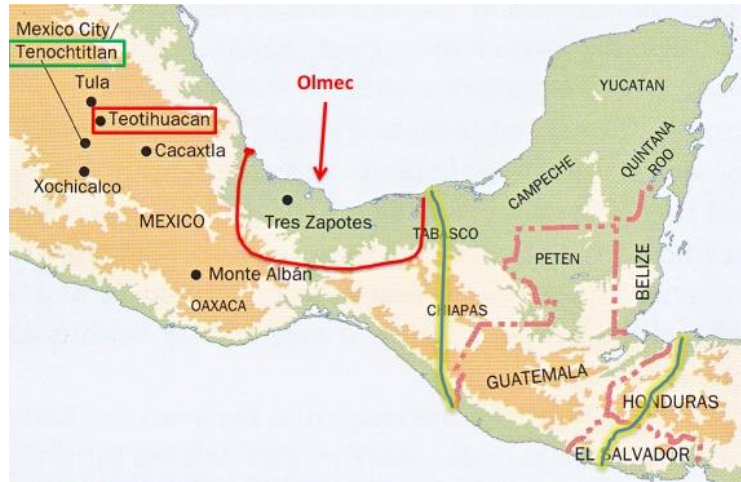 Mexico City/
Tenochtitlan
Tula
Teotihuacan
Cacaxtla
Xochicalco
MEXICO
Olmec
Tres Zapotes
Monte Albán
OAXACA
TABASCO
CHIAPAS
CAMPECHE
YUCATAN
QUINTANA
ROO
PETEN
BELIZE
GUATEMALA
HONDURAS
EL SALVADOR